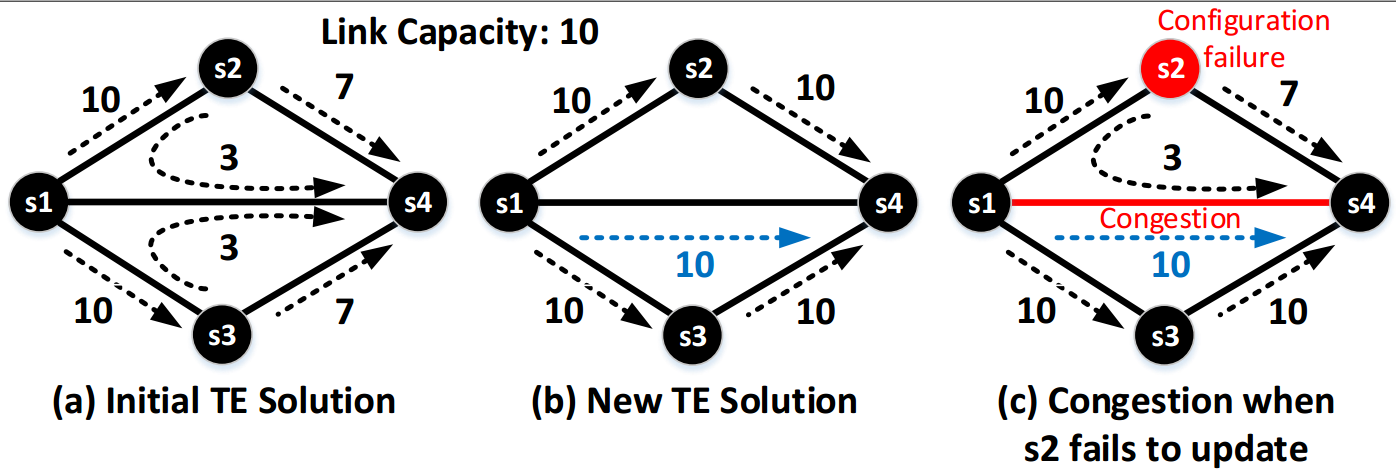 Link Capacity: 10
s2
10
7
3
s1
s4
3
10
7
s3
(a) Initial TE Solution
s2
10
10
s1
s4
10
10
10
s3
(b) New TE Solution
Configuration
failure
s2
10
7
3
s1
s4
Congestion
10
10
10
s3
(c) Congestion when
s2 fails to update